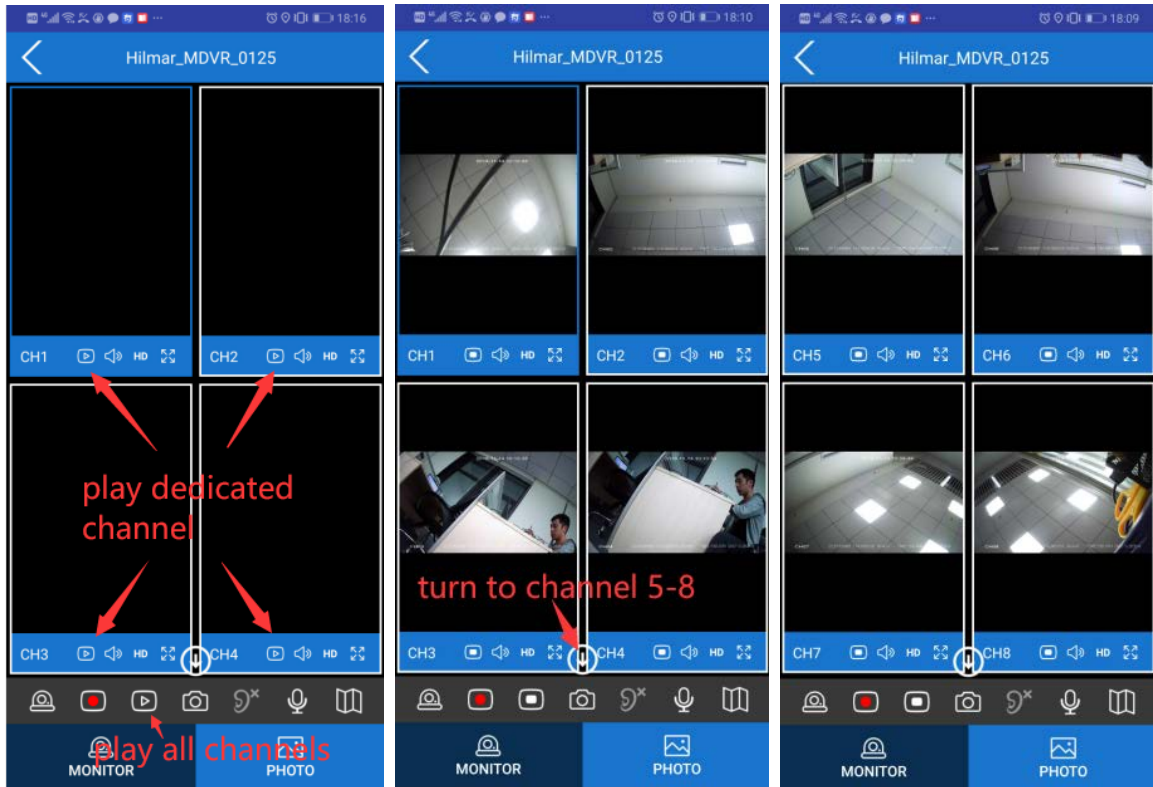 18:16
Hilmar_MDVR_0125
CH1 HD
CH2 HD
play dedicated
channel
CH3 HD
CH4 HD
play all channels
MONITOR
PHOTO
18:10
Hilmar_MDVR_0125
CH1 HD
CH2 HD
turn to channel 5-8
CH3 HD
CH4 HD
MONITOR
PHOTO
18:09
Hilmar_MDVR_0125
CH5 HD
CH6 HD
CH7 HD
CH8 HD
MONITOR
PHOTO